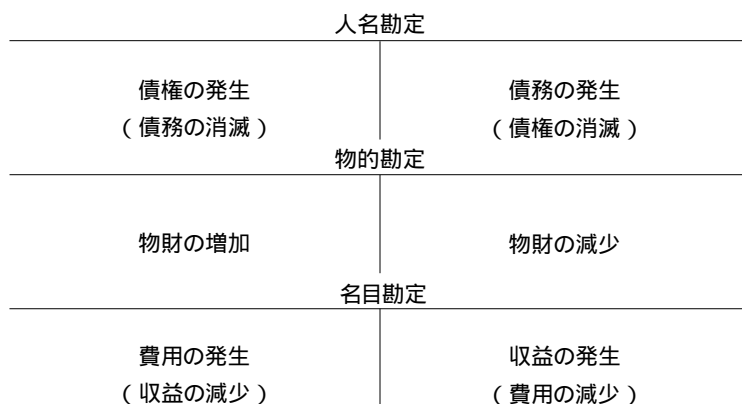 人名勘定
債権の発生 債務の発生
(債務の消滅) (債権の消滅)
物的勘定
物財の増加 物財の減少
名目勘定
費用の発生 収益の発生
(収益の減少) (費用の減少)